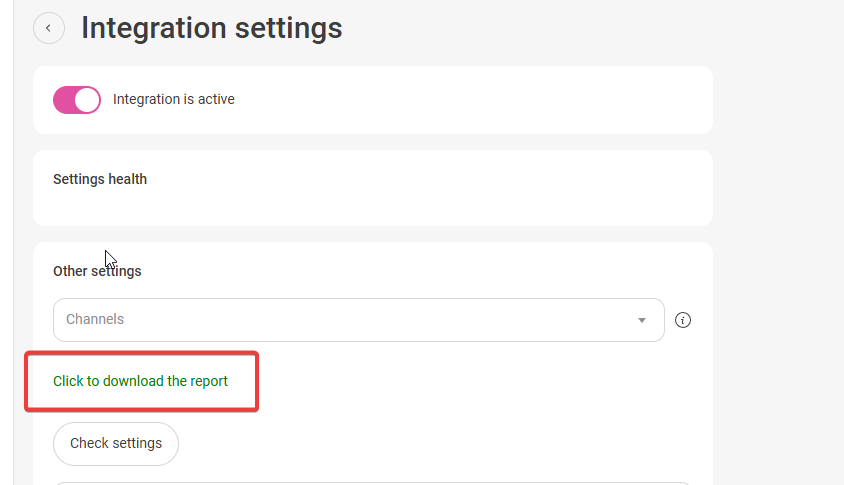 Integration settings
Integration is active
Settings health
Other settings
Channels
Click to download the report
Check settings